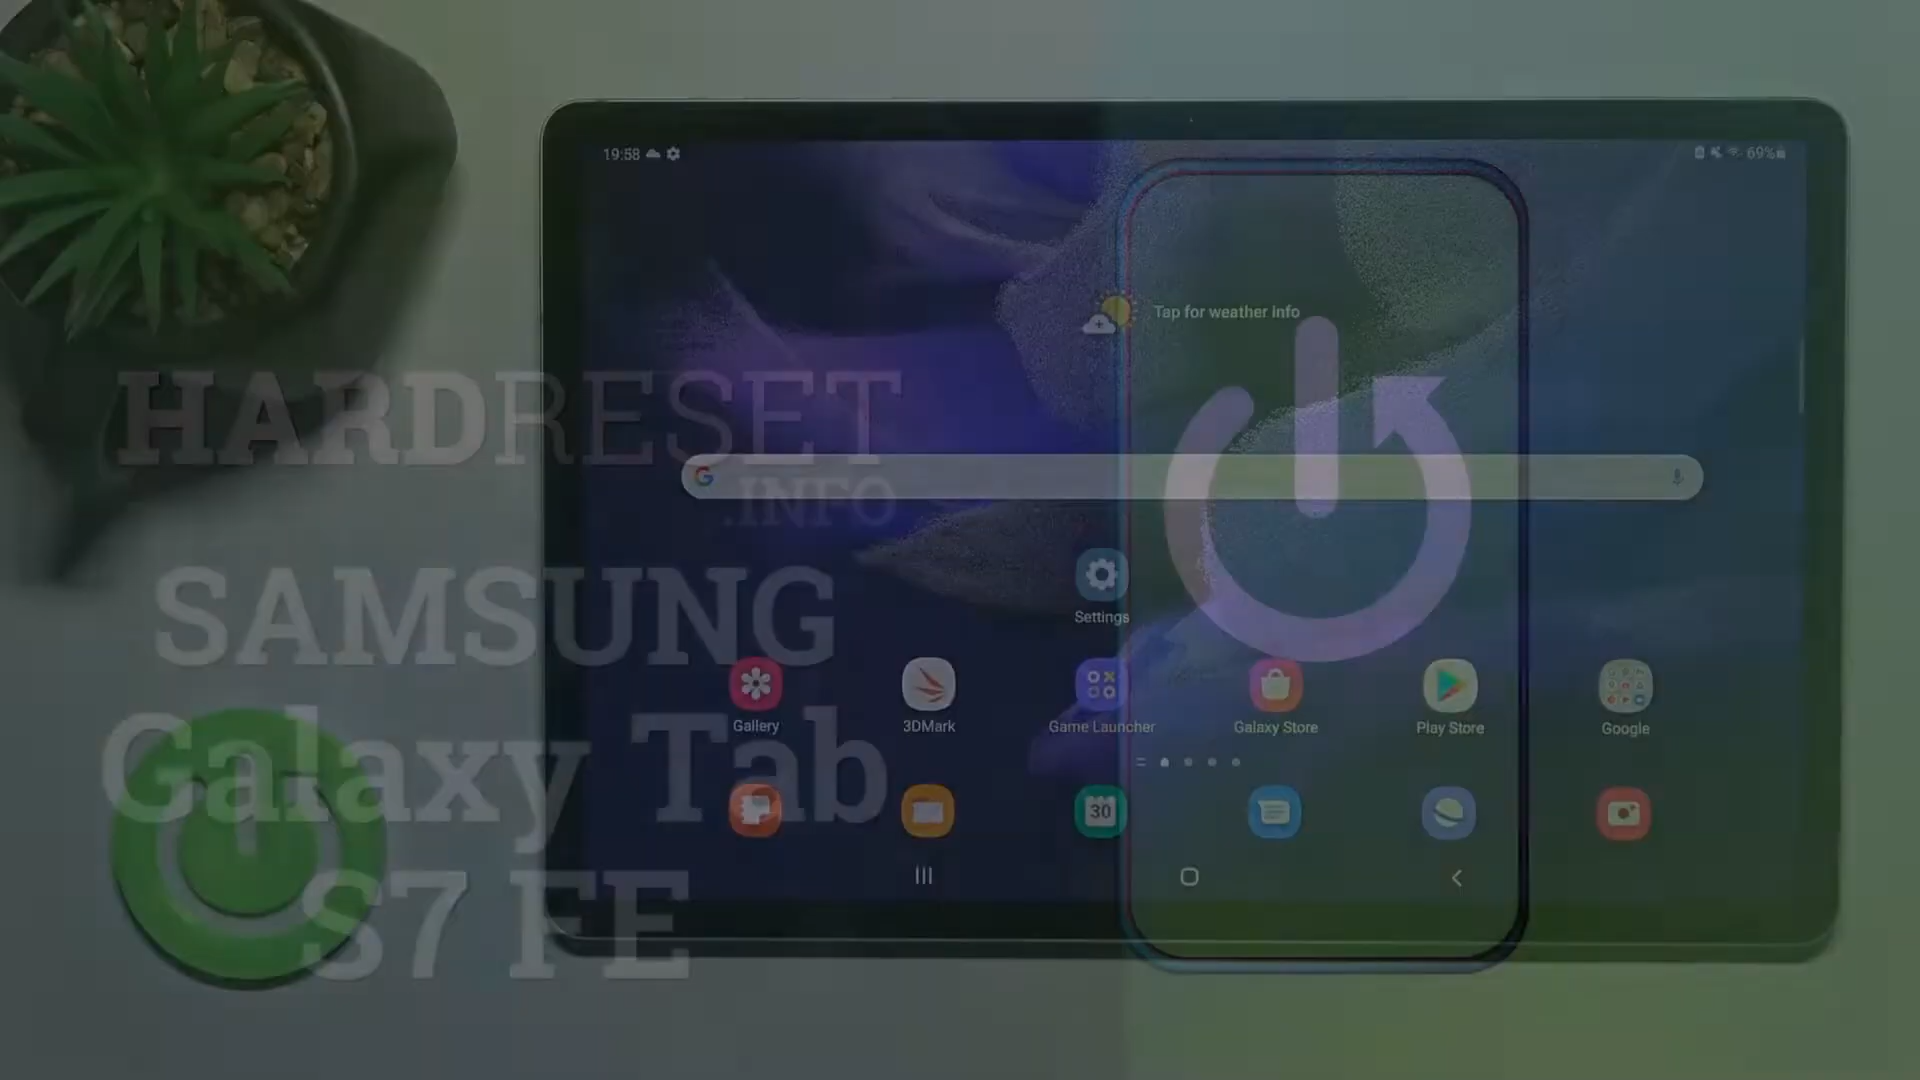 19:58
69%
Tap for weather info
HARDRESET
.INFO
Settings
SAMSUNG
Galaxy Tab
S7 FE
Gallery
3DMark
Game Launcher
Galaxy Store
Play Store
Google
30